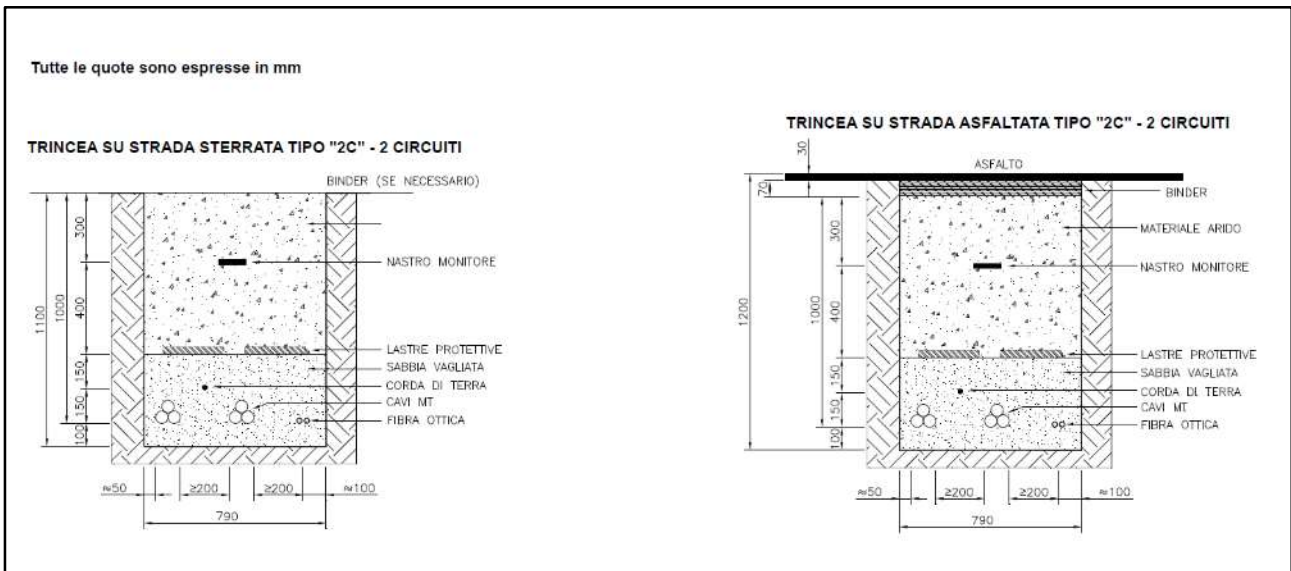 Tutte le quote sono espresse in mm
TRINCEA SU STRADA STERRATA TIPO "2C" - 2 CIRCUITI
BINDER (SE NECESSARIO)
300
NASTRO MONITORE
400
1000
1100
LASTRE PROTETTIVE
SABBIA VAGLIATA
150
CORDA DI TERRA
CAVI MT
150
FIBRA OTTICA
100
≈50
≥200
≥200
≈100
790
TRINCEA SU STRADA ASFALTATA TIPO "2C" - 2 CIRCUITI
30
ASFALTO
70
BINDER
300
MATERIALE ARIDO
NASTRO MONITORE
400
1000
1200
LASTRE PROTETTIVE
SABBIA VAGLIATA
150
CORDA DI TERRA
CAVI MT
150
FIBRA OTTICA
100
≈50
≥200
≥200
≈100
790